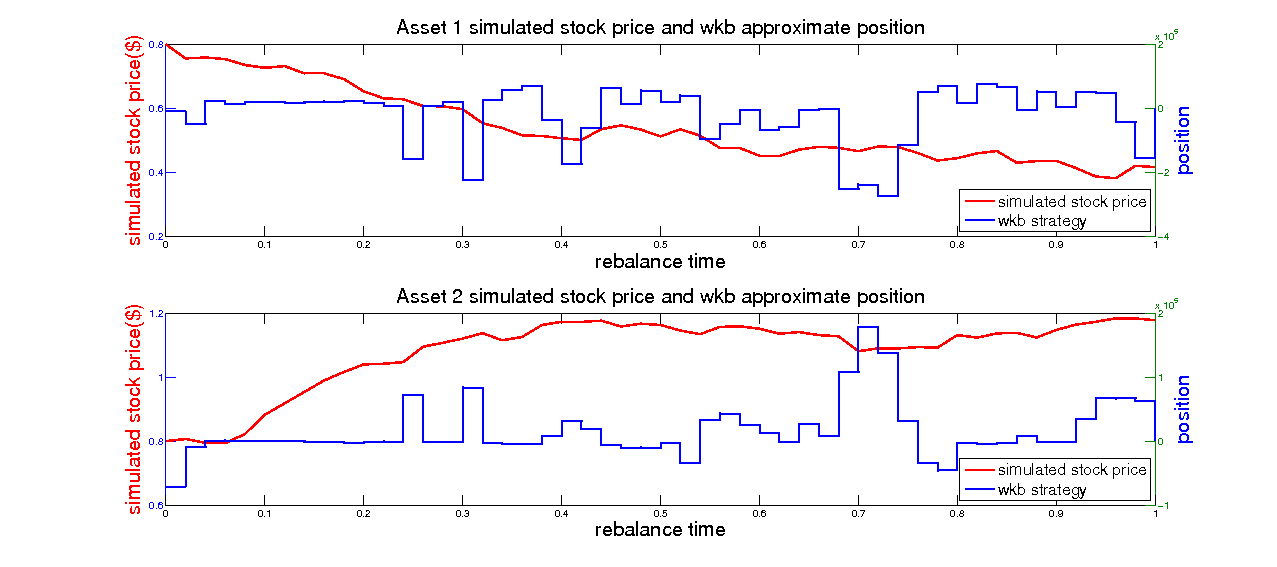 Asset 1 simulated stock price and wkb approximate position
x 10^5
simulated stock price($)
0.8
0.6
0.4
0.2
2
0
−2
−4
position
simulated stock price
wkb strategy
0 0.1 0.2 0.3 0.4 0.5 0.6 0.7 0.8 0.9 1
rebalance time
Asset 2 simulated stock price and wkb approximate position
simulated stock price($)
1.2
1
0.8
0.6
2
1
0
−1
position
simulated stock price
wkb strategy
0 0.1 0.2 0.3 0.4 0.5 0.6 0.7 0.8 0.9 1
rebalance time